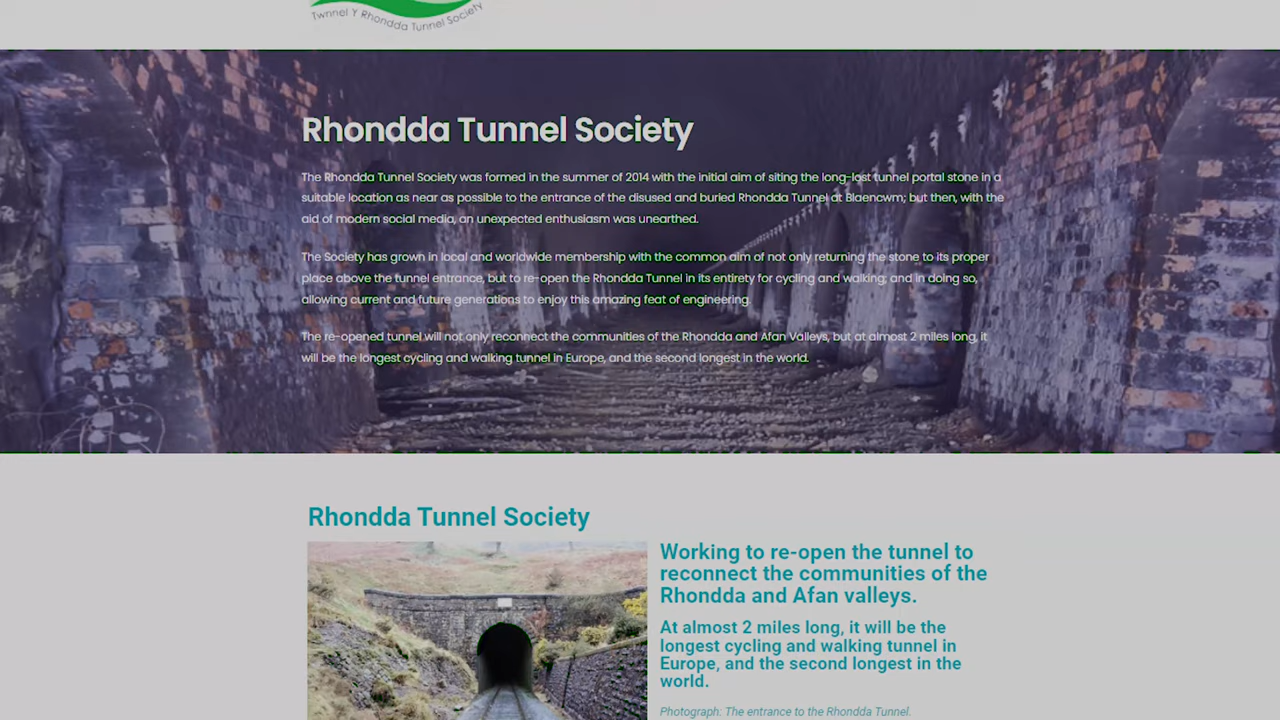 Twnnel Y Rhondda Tunnel Society
Rhondda Tunnel Society
The Rhondda Tunnel Society was formed in the summer of 2014 with the initial aim of siting the long-lost tunnel portal stone in a
suitable location as near as possible to the entrance of the disused and buried Rhondda Tunnel at Blaencwm; but then, with the
aid of modern social media, an unexpected enthusiasm was unearthed.
The Society has grown in local and worldwide membership with the common aim of not only returning the stone to its proper
place above the tunnel entrance, but to re-open the Rhondda Tunnel in its entirety for cycling and walking; and in doing so,
allowing current and future generations to enjoy this amazing feat of engineering.
The re-opened tunnel will not only reconnect the communities of the Rhondda and Afan Valleys, but at almost 2 miles long, it
will be the longest cycling and walking tunnel in Europe, and the second longest in the world.
Rhondda Tunnel Society
Working to re-open the tunnel to
reconnect the communities of the
Rhondda and Afan valleys.
At almost 2 miles long, it will be the
longest cycling and walking tunnel in
Europe, and the second longest in the
world.
Photograph: The entrance to the Rhondda Tunnel.